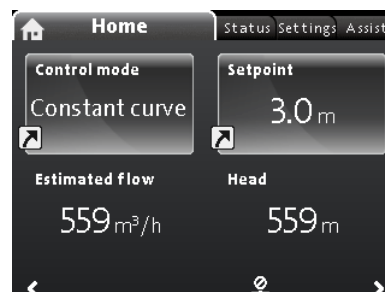 Home Status Settings Assist
Control mode Setpoint
Constant curve 3.0 m
Estimated flow Head
559 m³/h 559 m